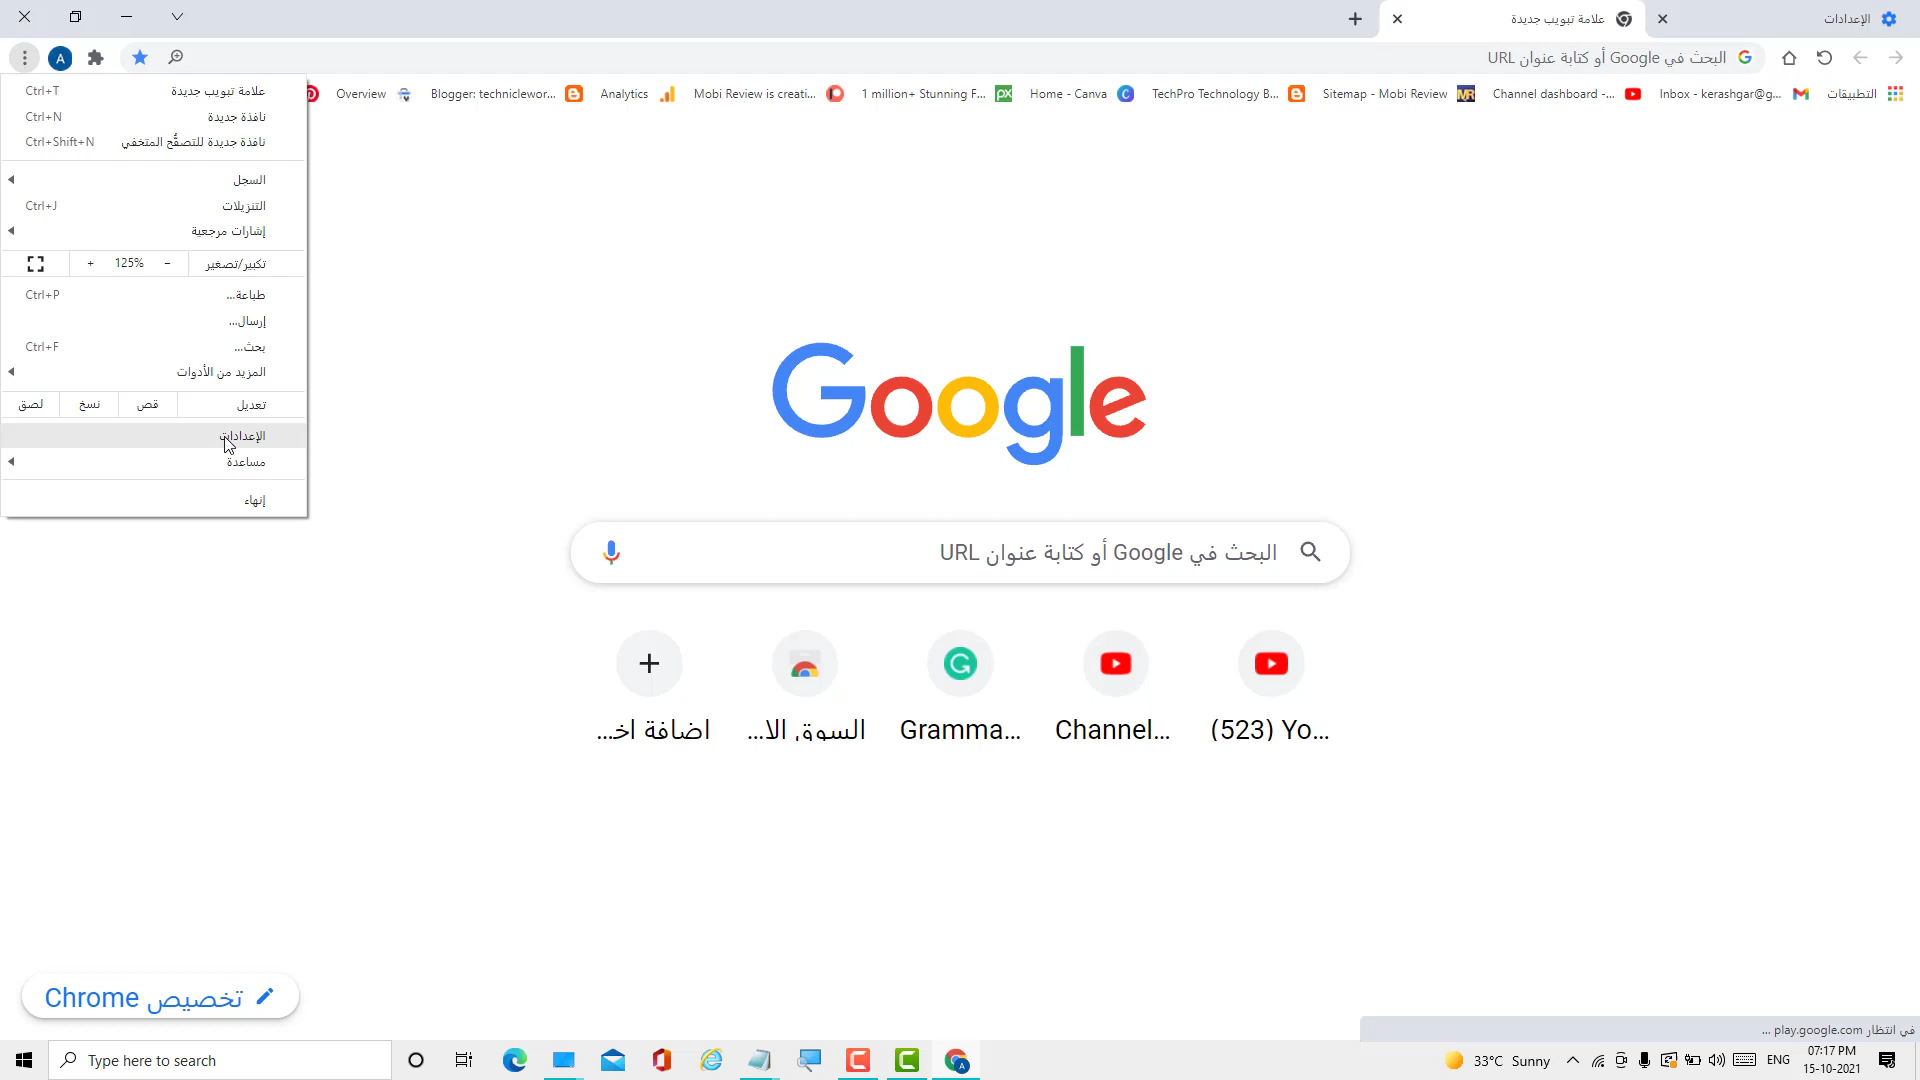 الإعدادات
علامة تبويب جديدة
البحث في Google أو كتابة عنوان URL
A
التطبيقات
Inbox - kerashgar@g...
Channel dashboard -...
Sitemap - Mobi Review
MR
TechPro Technology B...
Home - Canva
1 million+ Stunning F...
px
Mobi Review is creati...
Analytics
Blogger: techniclewor...
Overview
علامة تبويب جديدة Ctrl+T
نافذة جديدة Ctrl+N
نافذة جديدة للتصفُّح المتخفي Ctrl+Shift+N
السجل
التنزيلات Ctrl+J
إشارات مرجعية
تكبير/تصغير - 125% +
طباعة... Ctrl+P
إرسال...
بحث... Ctrl+F
المزيد من الأدوات
تعديل قص نسخ لصق
الإعدادات
مساعدة
إنهاء
Google
البحث في Google أو كتابة عنوان URL
(523) Yo...
Channel...
Gramma...
السوق الا...
اضافة اخ...
تخصيص Chrome
في انتظار play.google.com ...
Type here to search
33°C Sunny
ENG
07:17 PM
15-10-2021